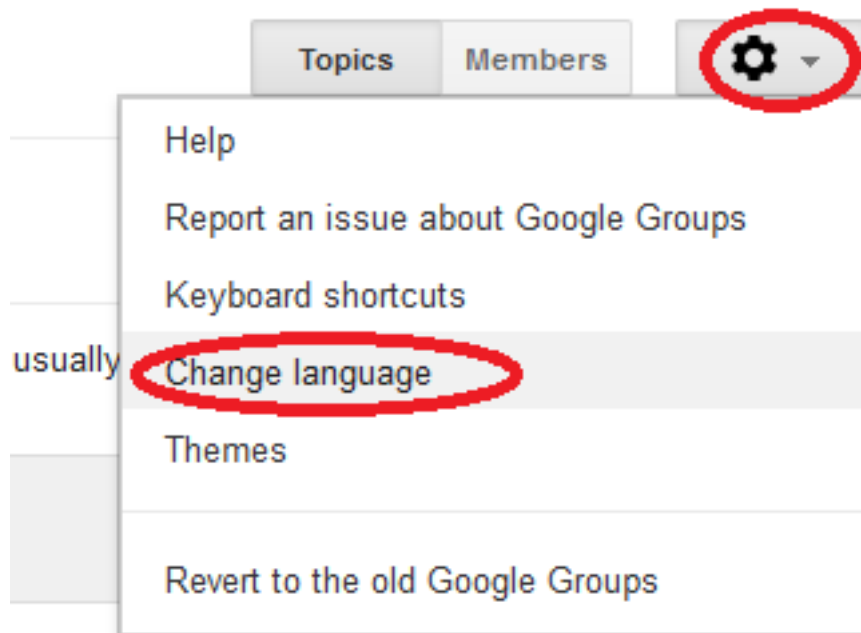 Topics Members
Help
Report an issue about Google Groups
Keyboard shortcuts
usually
Change language
Themes
Revert to the old Google Groups